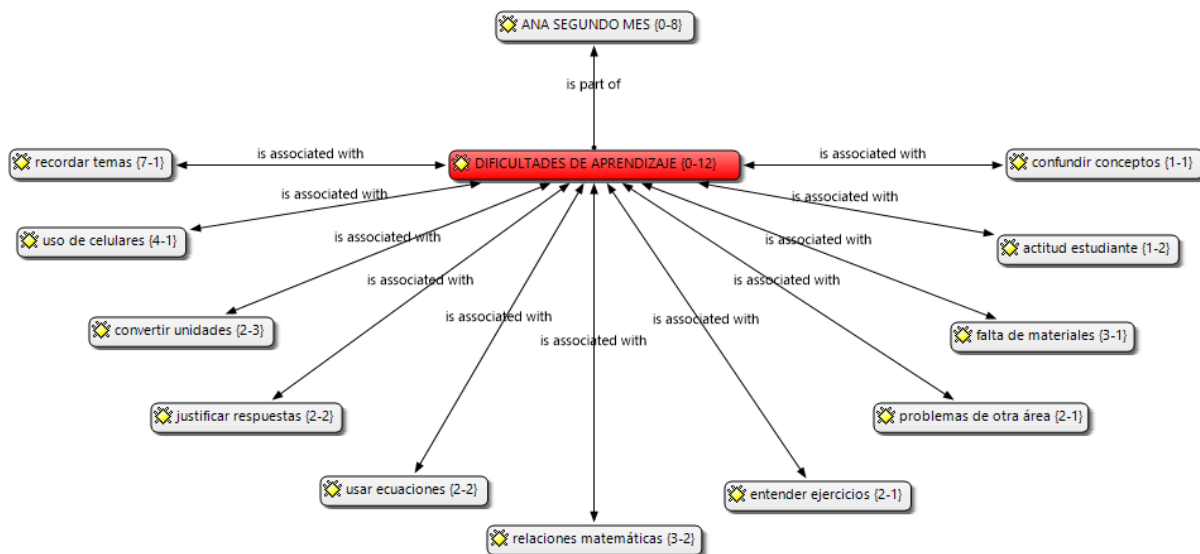 ANA SEGUNDO MES {0-8}
is part of
recordar temas {7-1}
is associated with
DIFICULTADES DE APRENDIZAJE {0-12}
is associated with
confundir conceptos {1-1}
is associated with
is associated with
uso de celulares {4-1}
is associated with
is associated with
actitud estudiante {1-2}
is associated with
is associated with
is associated with
is associated with
convertir unidades {2-3}
is associated with
falta de materiales {3-1}
justificar respuestas {2-2}
problemas de otra área {2-1}
usar ecuaciones {2-2}
entender ejercicios {2-1}
relaciones matemáticas {3-2}